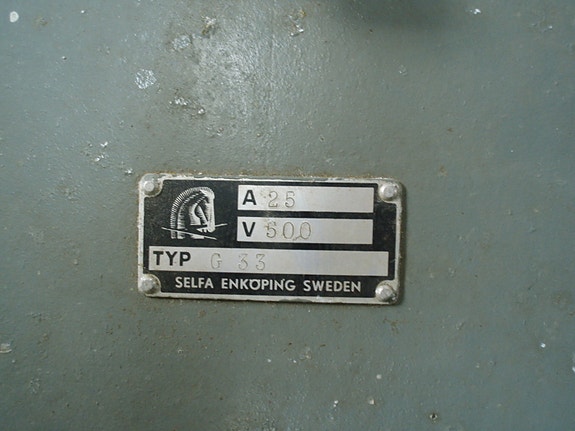 A 25
V 500
TYP G 33
SELFA ENKÖPING SWEDEN